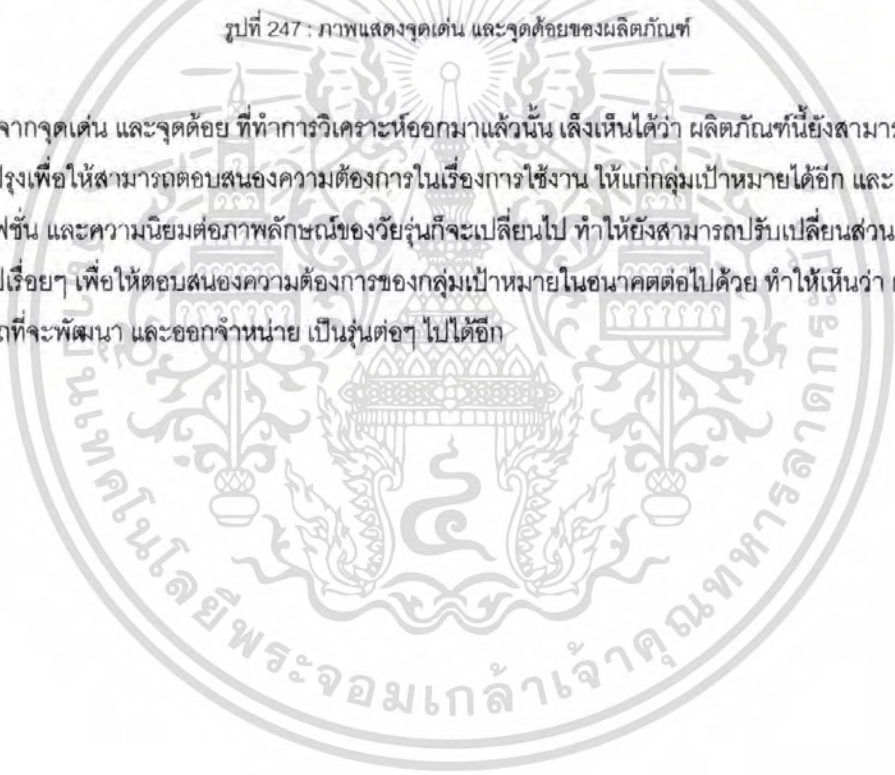 รูปที่ 247 : ภาพแสดงจุดเด่น และจุดด้อยของผลิตภัณฑ์
จากจุดเด่น และจุดด้อย ที่ทำการวิเคราะห์ออกมาแล้วนั้น เล็งเห็นได้ว่า ผลิตภัณฑ์นี้ยังสามาร
ปรุงเพื่อให้สามารถตอบสนองความต้องการในเรื่องการใช้งาน ให้แก่กลุ่มเป้าหมายได้อีก และ
ฟชั่น และความนิยมต่อภาพลักษณ์ของวัยรุ่นก็จะเปลี่ยนไป ทำให้ยังสามารถปรับเปลี่ยนส่วน
ปเรื่อยๆ เพื่อให้ตอบสนองความต้องการของกลุ่มเป้าหมายในอนาคตต่อไปด้วย ทำให้เห็นว่า
ถที่จะพัฒนา และออกจำหน่าย เป็นรุ่นต่อๆ ไปได้อีก
นเทคโนโลยีพระจอมเกล้าเจ้าคุณทหารลาดกระบัง